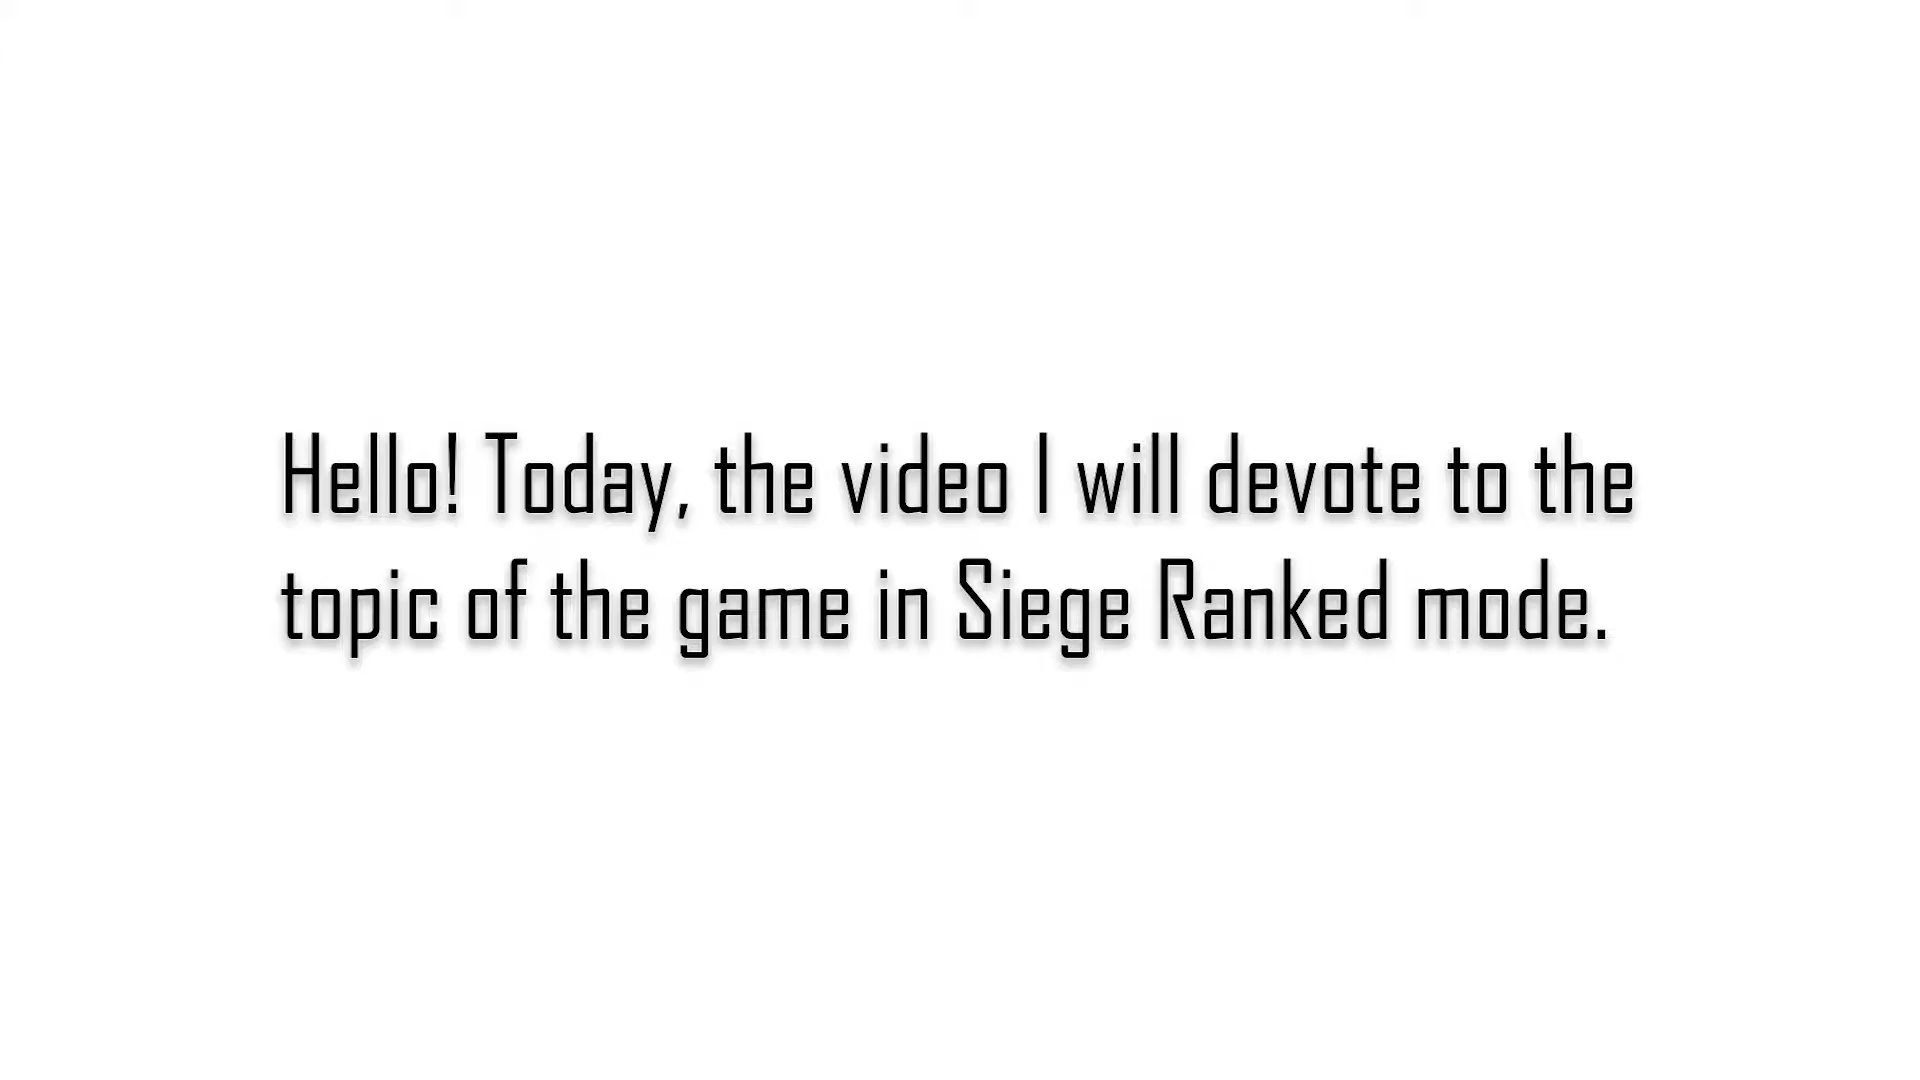 Hello! Today, the video I will devote to the
topic of the game in Siege Ranked mode.